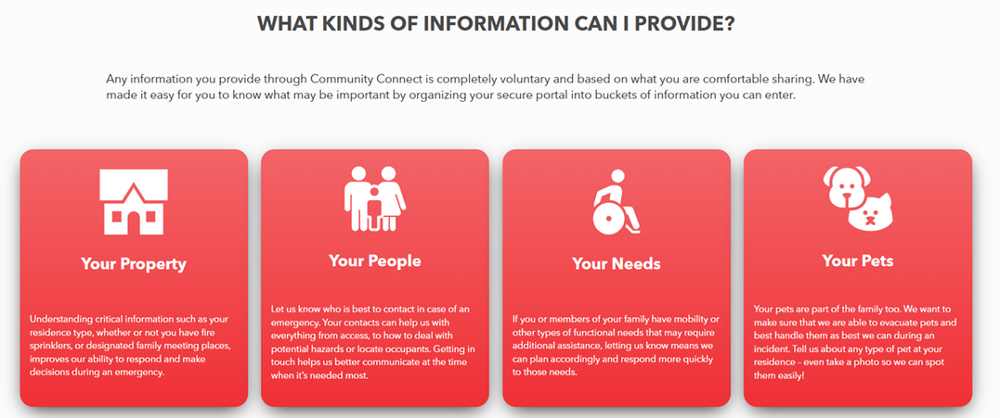 WHAT KINDS OF INFORMATION CAN I PROVIDE?
Any information you provide through Community Connect is completely voluntary and based on what you are comfortable sharing. We have
made it easy for you to know what may be important by organizing your secure portal into buckets of information you can enter.
Your Property
Understanding critical information such as your
residence type, whether or not you have fire
sprinklers, or designated family meeting places,
improves our ability to respond and make
decisions during an emergency.
Your People
Let us know who is best to contact in case of an
emergency. Your contacts can help us with
everything from access, to how to deal with
potential hazards or locate occupants. Getting in
touch helps us better communicate at the time
when it's needed most.
Your Needs
If you or members of your family have mobility or
other types of functional needs that may require
additional assistance, letting us know means we
can plan accordingly and respond more quickly
to those needs.
Your Pets
Your pets are part of the family too. We want to
make sure that we are able to evacuate pets and
best handle them as best we can during an
incident. Tell us about any type of pet at your
residence – even take a photo so we can spot
them easily!